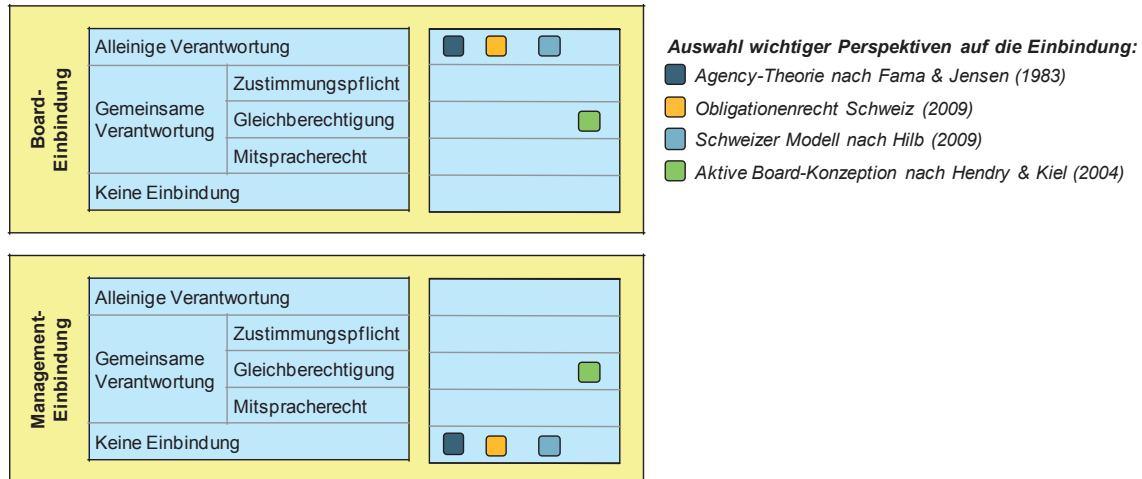 Board-
Einbindung
Alleinige Verantwortung
Gemeinsame
Verantwortung
Zustimmungspflicht
Gleichberechtigung
Mitspracherecht
Keine Einbindung
Auswahl wichtiger Perspektiven auf die Einbindung:
Agency-Theorie nach Fama & Jensen (1983)
Obligationenrecht Schweiz (2009)
Schweizer Modell nach Hilb (2009)
Aktive Board-Konzeption nach Hendry & Kiel (2004)
Management-
Einbindung
Alleinige Verantwortung
Gemeinsame
Verantwortung
Zustimmungspflicht
Gleichberechtigung
Mitspracherecht
Keine Einbindung